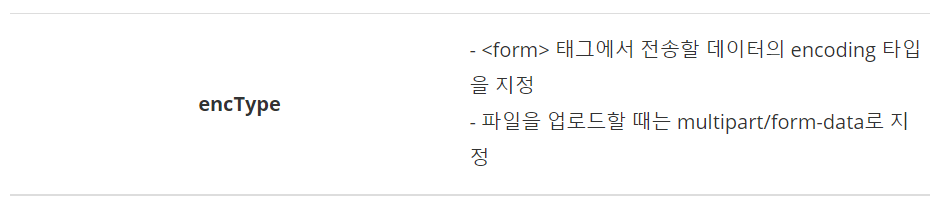 encType
- <form> 태그에서 전송할 데이터의 encoding 타입
을 지정
- 파일을 업로드할 때는 multipart/form-data로 지
정